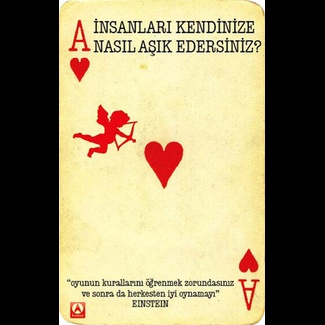 A
İNSANLARI KENDİNİZE
NASIL AŞIK EDERSİNİZ?
“oyunun kurallarını öğrenmek zorundasınız
ve sonra da herkesten iyi oynamayı”
EINSTEIN
A